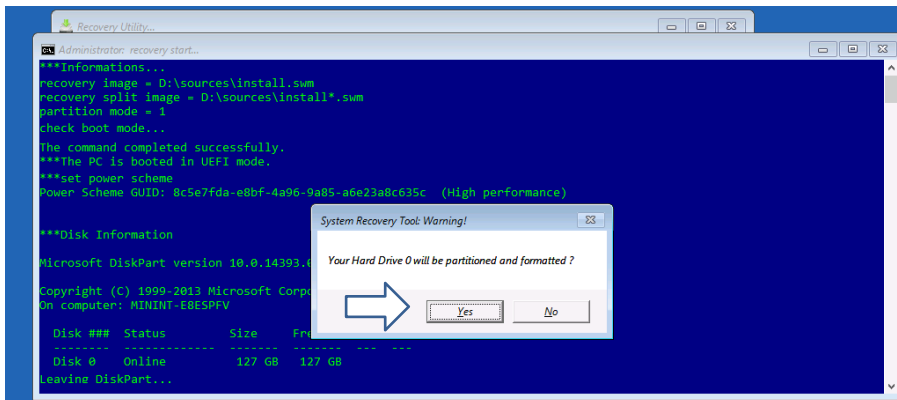 Recovery Utility...
Administrator: recovery start...
***Informations...
recovery image = D:\sources\install.swm
recovery split image = D:\sources\install*.swm
partition mode = 1
check boot mode...
The command completed successfully.
***The PC is booted in UEFI mode.
***set power scheme
Power Scheme GUID: 8c5e7fda-e8bf-4a96-9a85-a6e23a8c635c (High performance)
System Recovery Tool: Warning!
***Disk Information
Your Hard Drive 0 will be partitioned and formatted ?
Microsoft DiskPart version 10.0.14393.
Copyright (C) 1999-2013 Microsoft Corpo
On computer: MININT-E8ESPFV
Yes No
Disk ### Status Size Fre
-------- ------------- ------- ------- --- ---
Disk 0 Online 127 GB 127 GB
Leaving DiskPart...